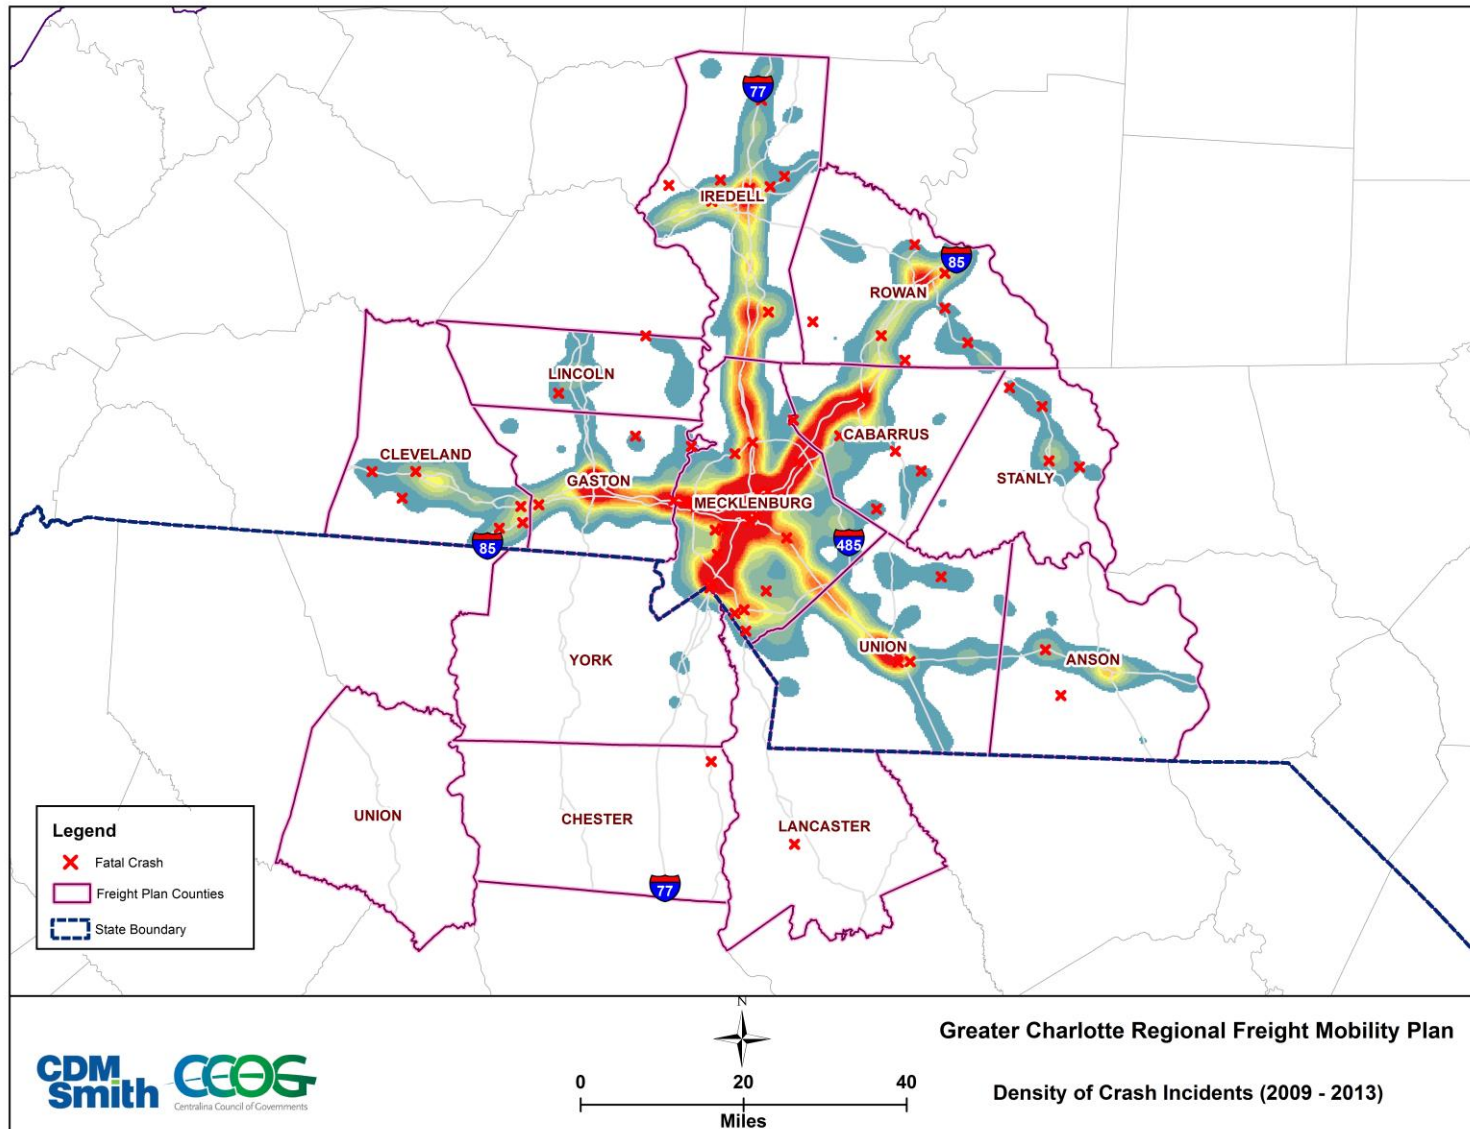 77
IREDELL
85
ROWAN
LINCOLN
CABARRUS
CLEVELAND
GASTON
STANLY
MECKLENBURG
85
485
UNION
ANSON
YORK
UNION
CHESTER
LANCASTER
77
Legend
Fatal Crash
Freight Plan Counties
State Boundary
N
Greater Charlotte Regional Freight Mobility Plan
CDM
Smith
CCOG
Centralina Council of Governments
0 20 40
Miles
Density of Crash Incidents (2009 - 2013)